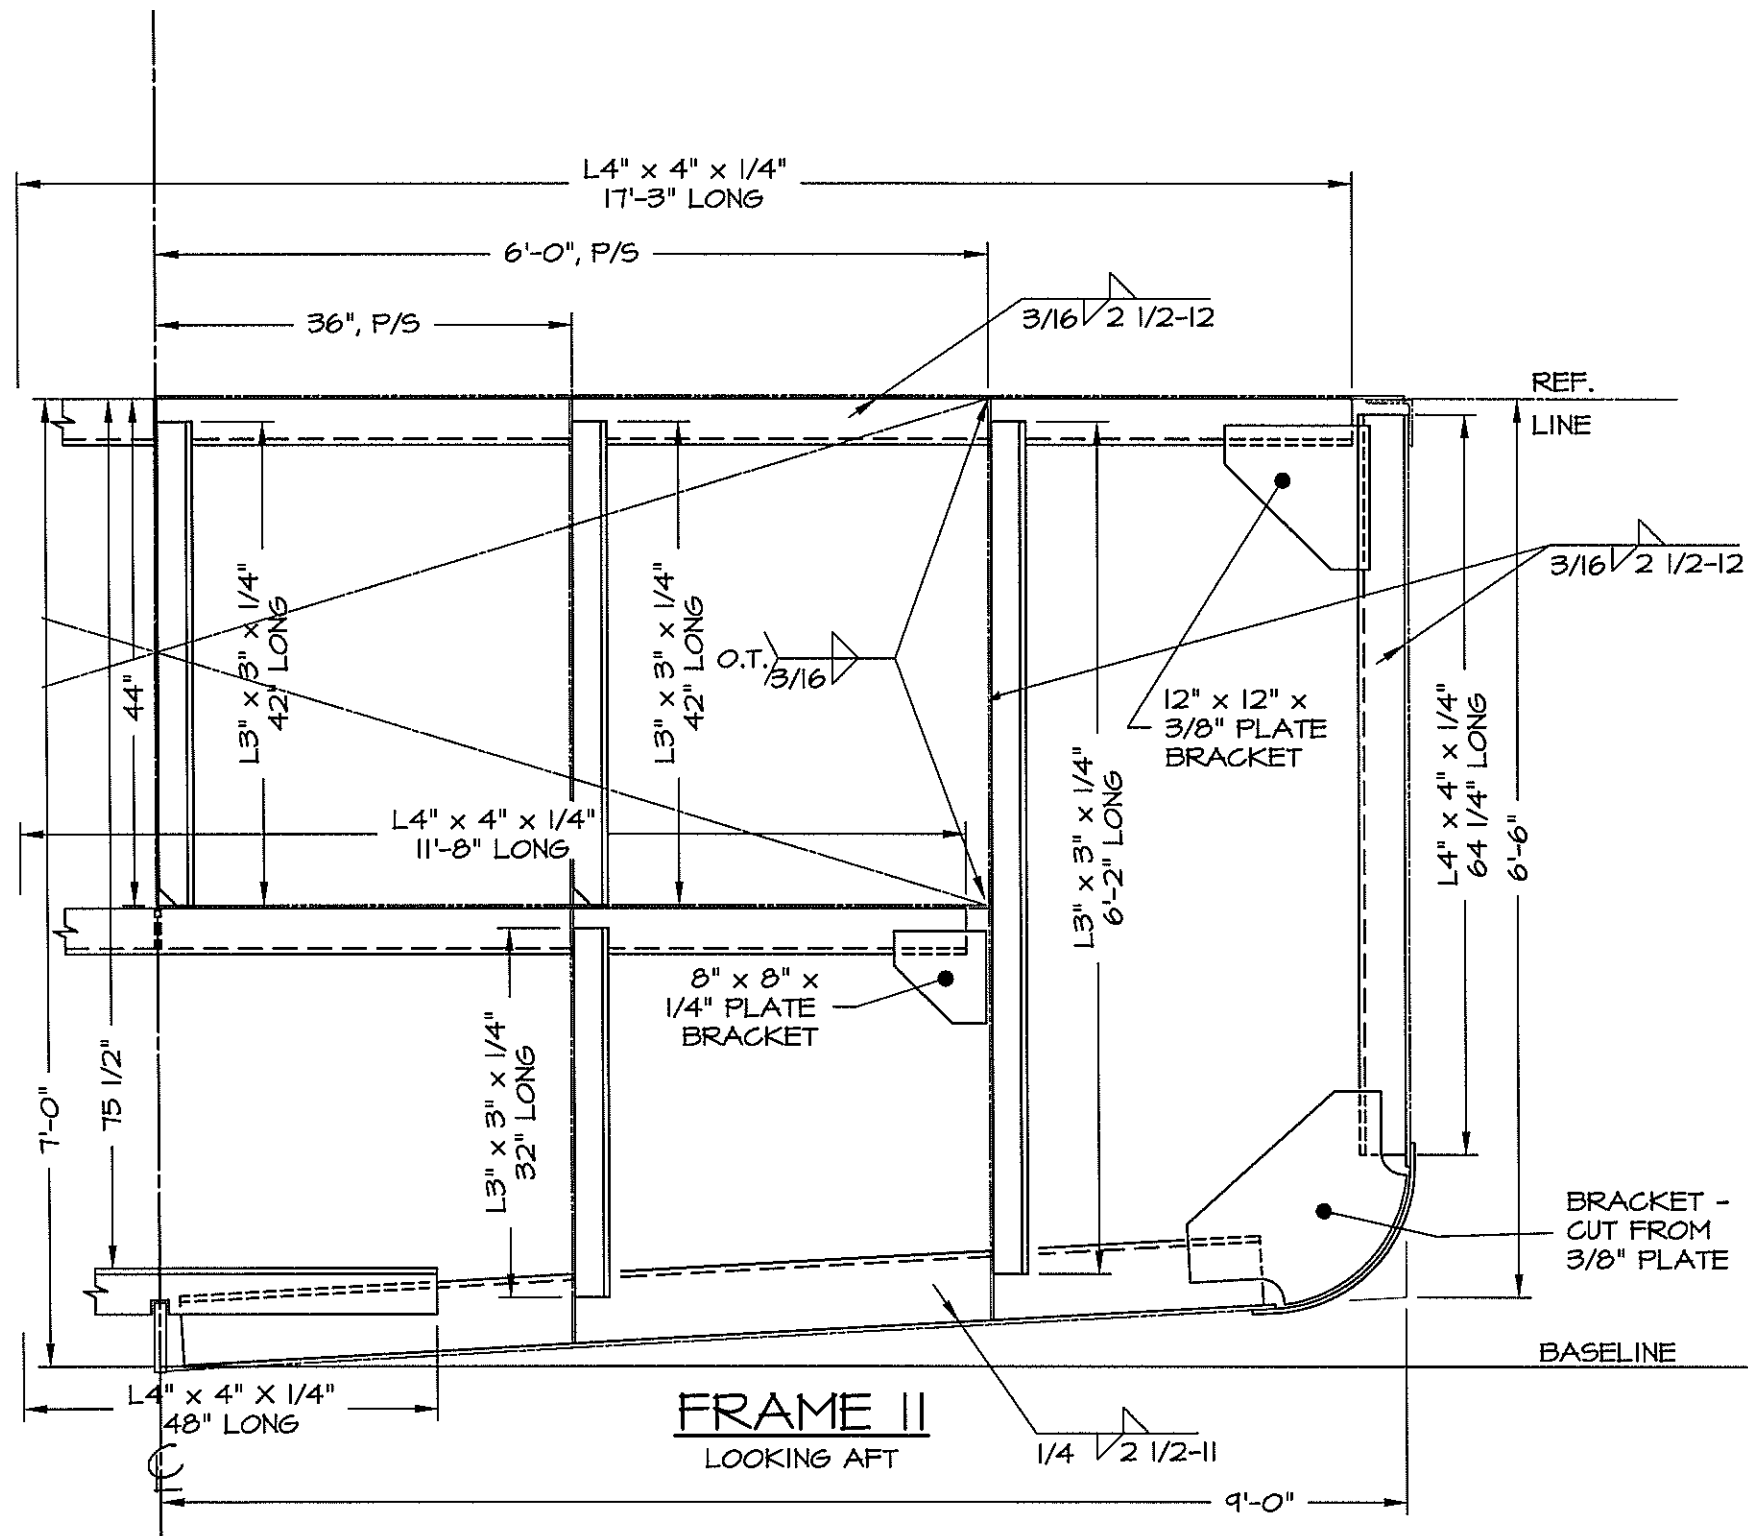 L4" x 4" x 1/4"
17'-3" LONG
6'-0", P/S
36", P/S
3/16 2 1/2-12
REF.
LINE
3/16 2 1/2-12
L3" x 3" x 1/4"
42" LONG
L3" x 3" x 1/4"
42" LONG
O.T.
3/16
44"
12" x 12" x
3/8" PLATE
BRACKET
L3" x 3" x 1/4"
6'-2" LONG
L4" x 4" x 1/4"
64 1/4" LONG
6'-6"
L4" x 4" x 1/4"
11'-8" LONG
8" x 8" x
1/4" PLATE
BRACKET
L3" x 3" x 1/4"
32" LONG
75 1/2"
7'-0"
BRACKET -
CUT FROM
3/8" PLATE
BASELINE
L4" x 4" X 1/4"
48" LONG
FRAME 11
LOOKING AFT
1/4 2 1/2-11
9'-0"